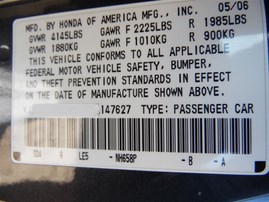 MFD. BY HONDA OF AMERICA MFG., INC. 05/06
GVWR 4145LBS GAWR F 2225LBS R 1985LBS
GVWR 1880KG GAWR F 1010KG R 900KG
THIS VEHICLE CONFORMS TO ALL APPLICABLE
FEDERAL MOTOR VEHICLE SAFETY, BUMPER,
AND THEFT PREVENTION STANDARDS IN EFFECT
ON THE DATE OF MANUFACTURE SHOWN ABOVE.
147627 TYPE: PASSENGER CAR
LE5 NH658P - B - A